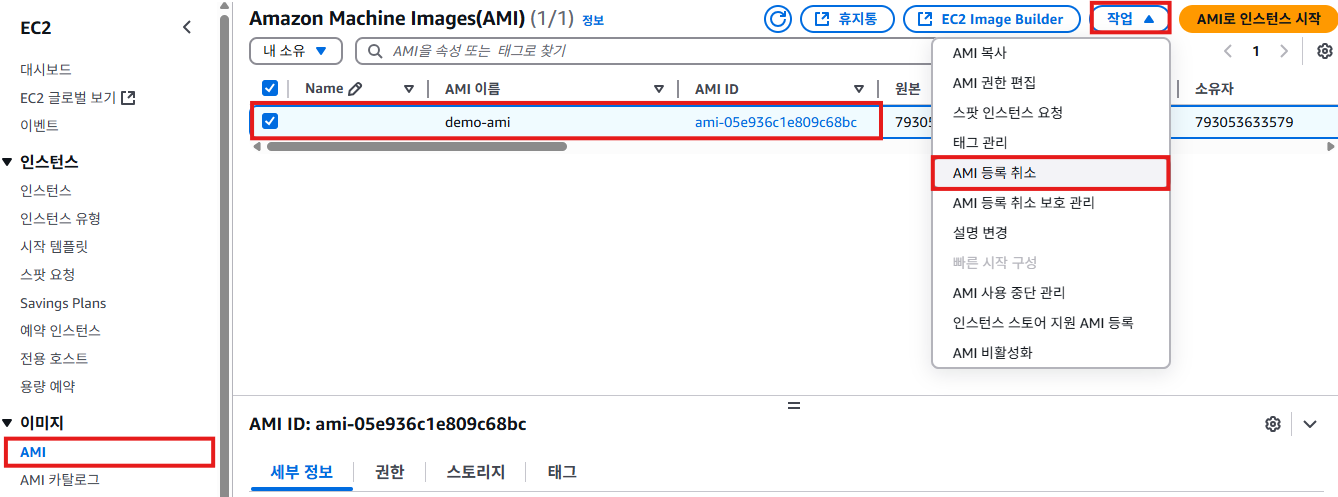 EC2
대시보드
EC2 글로벌 보기
이벤트
인스턴스
인스턴스
인스턴스 유형
시작 템플릿
스팟 요청
Savings Plans
예약 인스턴스
전용 호스트
용량 예약
이미지
AMI
AMI 카탈로그
Amazon Machine Images(AMI) (1/1) 정보
휴지통
EC2 Image Builder
작업
AMI로 인스턴스 시작
내 소유
AMI을 속성 또는 태그로 찾기
1
Name
AMI 이름
AMI ID
원본
소유자
demo-ami
ami-05e936c1e809c68bc
79305
793053633579
AMI 복사
AMI 권한 편집
스팟 인스턴스 요청
태그 관리
AMI 등록 취소
AMI 등록 취소 보호 관리
설명 변경
빠른 시작 구성
AMI 사용 중단 관리
인스턴스 스토어 지원 AMI 등록
AMI 비활성화
AMI ID: ami-05e936c1e809c68bc
세부 정보
권한
스토리지
태그